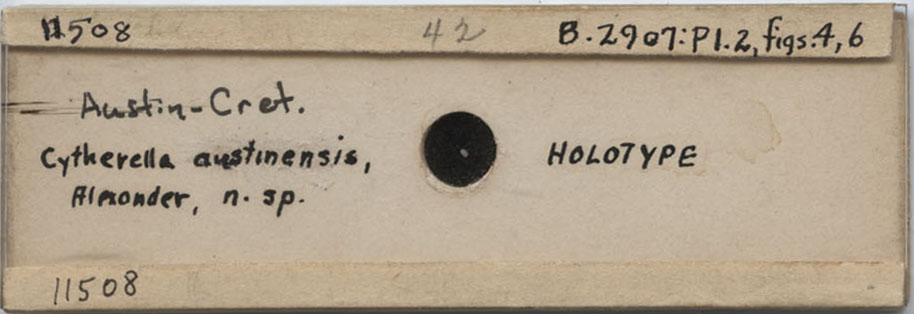 11508 42 B.2907:Pl.2, figs.4,6
Austin-Cret.
Cytherella austinensis, HOLOTYPE
Alexander, n. sp.
11508